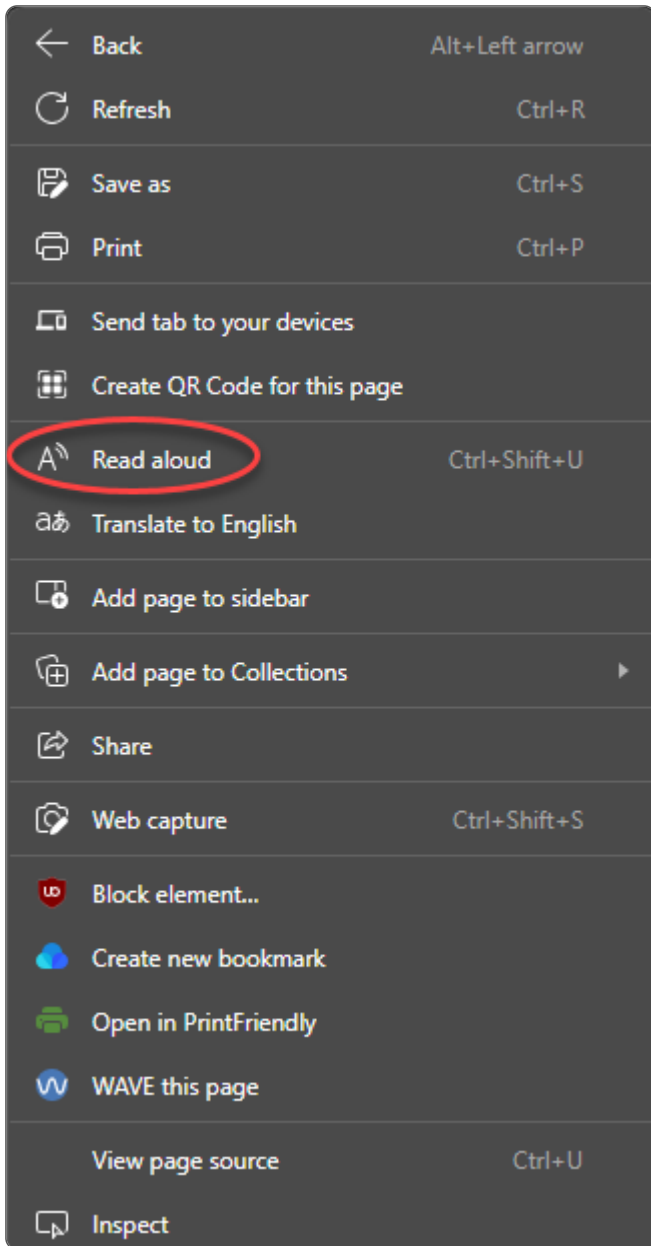 Back Alt+Left arrow
Refresh Ctrl+R
Save as Ctrl+S
Print Ctrl+P
Send tab to your devices
Create QR Code for this page
A Read aloud Ctrl+Shift+U
aあ Translate to English
Add page to sidebar
Add page to Collections
Share
Web capture Ctrl+Shift+S
Block element...
Create new bookmark
Open in PrintFriendly
WAVE this page
View page source Ctrl+U
Inspect